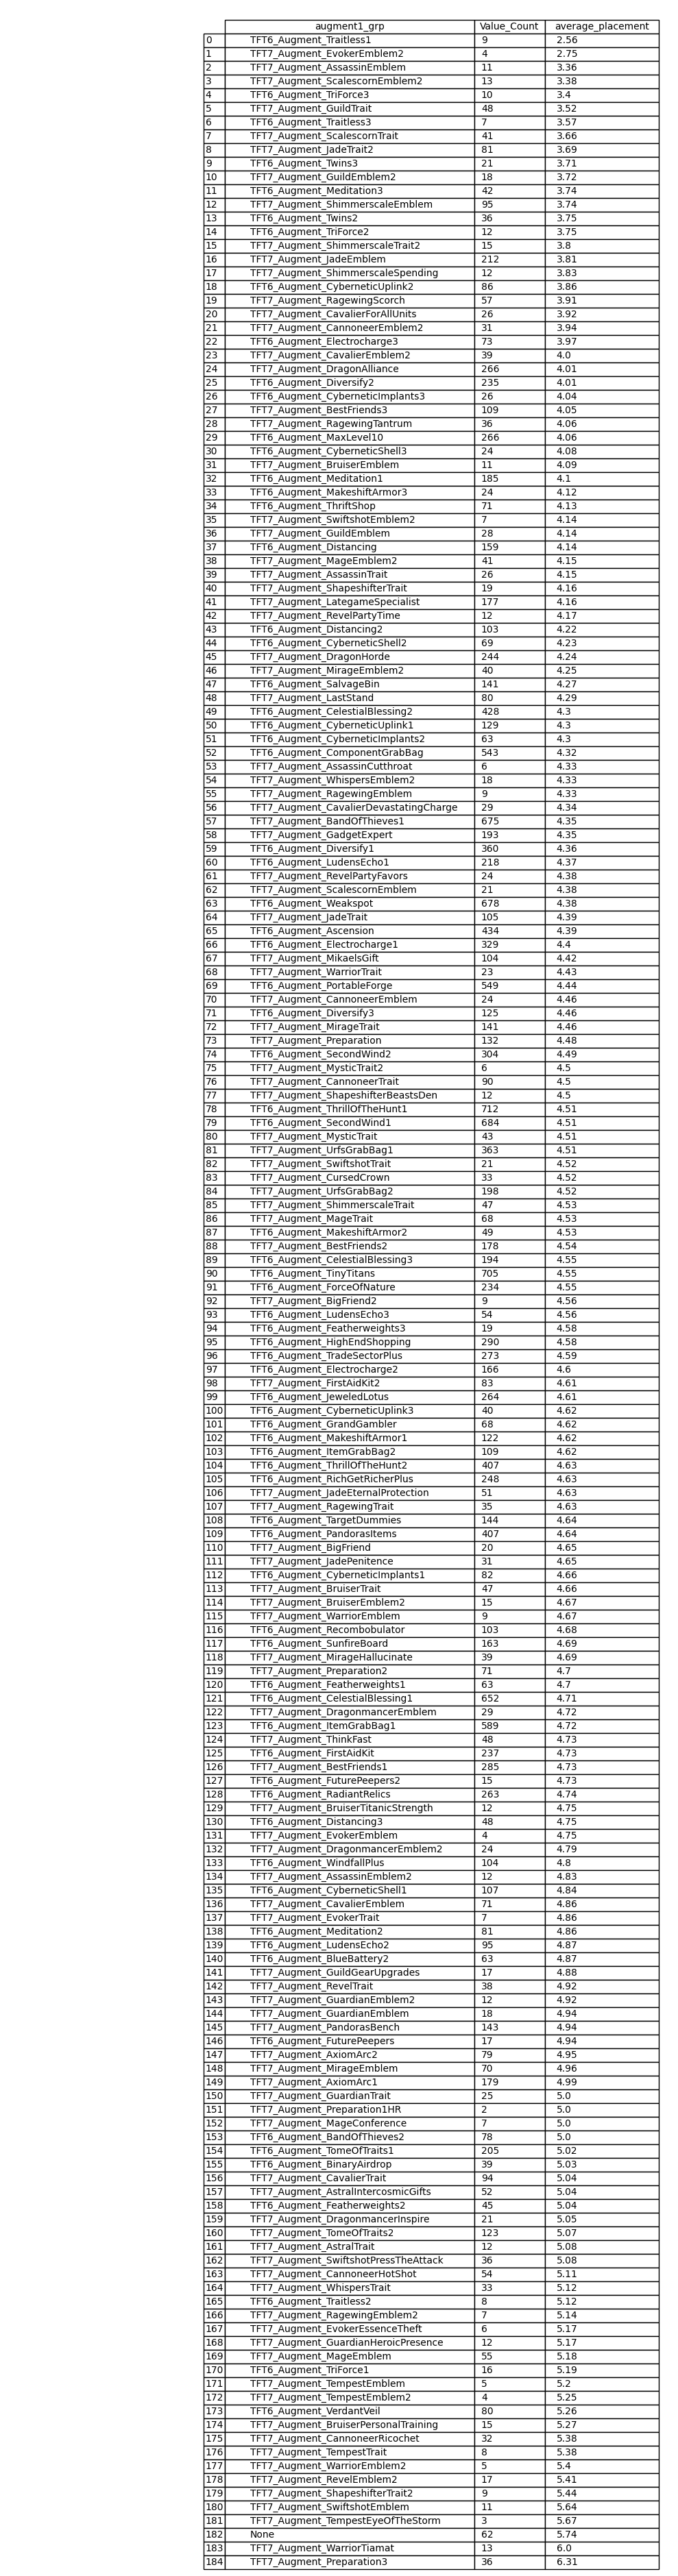 augment1_grp Value_Count average_placement
0 TFT6_Augment_Traitless1 9 2.56
1 TFT7_Augment_EvokerEmblem2 4 2.75
2 TFT7_Augment_AssassinEmblem 11 3.36
3 TFT7_Augment_ScalescornEmblem2 13 3.38
4 TFT6_Augment_TriForce3 10 3.4
5 TFT7_Augment_GuildTrait 48 3.52
6 TFT6_Augment_Traitless3 7 3.57
7 TFT7_Augment_ScalescornTrait 41 3.66
8 TFT7_Augment_JadeTrait2 81 3.69
9 TFT6_Augment_Twins3 21 3.71
10 TFT7_Augment_GuildEmblem2 18 3.72
11 TFT6_Augment_Meditation3 42 3.74
12 TFT7_Augment_ShimmerscaleEmblem 95 3.74
13 TFT6_Augment_Twins2 36 3.75
14 TFT6_Augment_TriForce2 12 3.75
15 TFT7_Augment_ShimmerscaleTrait2 15 3.8
16 TFT7_Augment_JadeEmblem 212 3.81
17 TFT7_Augment_ShimmerscaleSpending 12 3.83
18 TFT6_Augment_CyberneticUplink2 86 3.86
19 TFT7_Augment_RagewingScorch 57 3.91
20 TFT7_Augment_CavalierForAllUnits 26 3.92
21 TFT7_Augment_CannoneerEmblem2 31 3.94
22 TFT6_Augment_Electrocharge3 73 3.97
23 TFT7_Augment_CavalierEmblem2 39 4.0
24 TFT7_Augment_DragonAlliance 266 4.01
25 TFT6_Augment_Diversify2 235 4.01
26 TFT6_Augment_CyberneticImplants3 26 4.04
27 TFT7_Augment_BestFriends3 109 4.05
28 TFT7_Augment_RagewingTantrum 36 4.06
29 TFT6_Augment_MaxLevel10 266 4.06
30 TFT6_Augment_CyberneticShell3 24 4.08
31 TFT7_Augment_BruiserEmblem 11 4.09
32 TFT6_Augment_Meditation1 185 4.1
33 TFT6_Augment_MakeshiftArmor3 24 4.12
34 TFT6_Augment_ThriftShop 71 4.13
35 TFT7_Augment_SwiftshotEmblem2 7 4.14
36 TFT7_Augment_GuildEmblem 28 4.14
37 TFT6_Augment_Distancing 159 4.14
38 TFT7_Augment_MageEmblem2 41 4.15
39 TFT7_Augment_AssassinTrait 26 4.15
40 TFT7_Augment_ShapeshifterTrait 19 4.16
41 TFT7_Augment_LategameSpecialist 177 4.16
42 TFT7_Augment_RevelPartyTime 12 4.17
43 TFT6_Augment_Distancing2 103 4.22
44 TFT6_Augment_CyberneticShell2 69 4.23
45 TFT7_Augment_DragonHorde 244 4.24
46 TFT7_Augment_MirageEmblem2 40 4.25
47 TFT6_Augment_SalvageBin 141 4.27
48 TFT7_Augment_LastStand 80 4.29
49 TFT6_Augment_CelestialBlessing2 428 4.3
50 TFT6_Augment_CyberneticUplink1 129 4.3
51 TFT6_Augment_CyberneticImplants2 63 4.3
52 TFT6_Augment_ComponentGrabBag 543 4.32
53 TFT7_Augment_AssassinCutthroat 6 4.33
54 TFT7_Augment_WhispersEmblem2 18 4.33
55 TFT7_Augment_RagewingEmblem 9 4.33
56 TFT7_Augment_CavalierDevastatingCharge 29 4.34
57 TFT7_Augment_BandOfThieves1 675 4.35
58 TFT7_Augment_GadgetExpert 193 4.35
59 TFT6_Augment_Diversify1 360 4.36
60 TFT6_Augment_LudensEcho1 218 4.37
61 TFT7_Augment_RevelPartyFavors 24 4.38
62 TFT7_Augment_ScalescornEmblem 21 4.38
63 TFT6_Augment_Weakspot 678 4.38
64 TFT7_Augment_JadeTrait 105 4.39
65 TFT6_Augment_Ascension 434 4.39
66 TFT6_Augment_Electrocharge1 329 4.4
67 TFT7_Augment_MikaelsGift 104 4.42
68 TFT7_Augment_WarriorTrait 23 4.43
69 TFT6_Augment_PortableForge 549 4.44
70 TFT7_Augment_CannoneerEmblem 24 4.46
71 TFT6_Augment_Diversify3 125 4.46
72 TFT7_Augment_MirageTrait 141 4.46
73 TFT7_Augment_Preparation 132 4.48
74 TFT6_Augment_SecondWind2 304 4.49
75 TFT7_Augment_MysticTrait2 6 4.5
76 TFT7_Augment_CannoneerTrait 90 4.5
77 TFT7_Augment_ShapeshifterBeastsDen 12 4.5
78 TFT6_Augment_ThrillOfTheHunt1 712 4.51
79 TFT6_Augment_SecondWind1 684 4.51
80 TFT7_Augment_MysticTrait 43 4.51
81 TFT7_Augment_UrfsGrabBag1 363 4.51
82 TFT7_Augment_SwiftshotTrait 21 4.52
83 TFT7_Augment_CursedCrown 33 4.52
84 TFT7_Augment_UrfsGrabBag2 198 4.52
85 TFT7_Augment_ShimmerscaleTrait 47 4.53
86 TFT7_Augment_MageTrait 68 4.53
87 TFT6_Augment_MakeshiftArmor2 49 4.53
88 TFT7_Augment_BestFriends2 178 4.54
89 TFT6_Augment_CelestialBlessing3 194 4.55
90 TFT6_Augment_TinyTitans 705 4.55
91 TFT6_Augment_ForceOfNature 234 4.55
92 TFT7_Augment_BigFriend2 9 4.56
93 TFT6_Augment_LudensEcho3 54 4.56
94 TFT6_Augment_Featherweights3 19 4.58
95 TFT6_Augment_HighEndShopping 290 4.58
96 TFT6_Augment_TradeSectorPlus 273 4.59
97 TFT6_Augment_Electrocharge2 166 4.6
98 TFT7_Augment_FirstAidKit2 83 4.61
99 TFT6_Augment_JeweledLotus 264 4.61
100 TFT6_Augment_CyberneticUplink3 40 4.62
101 TFT6_Augment_GrandGambler 68 4.62
102 TFT6_Augment_MakeshiftArmor1 122 4.62
103 TFT6_Augment_ItemGrabBag2 109 4.62
104 TFT6_Augment_ThrillOfTheHunt2 407 4.63
105 TFT6_Augment_RichGetRicherPlus 248 4.63
106 TFT7_Augment_JadeEternalProtection 51 4.63
107 TFT7_Augment_RagewingTrait 35 4.63
108 TFT6_Augment_TargetDummies 144 4.64
109 TFT6_Augment_PandorasItems 407 4.64
110 TFT7_Augment_BigFriend 20 4.65
111 TFT7_Augment_JadePenitence 31 4.65
112 TFT6_Augment_CyberneticImplants1 82 4.66
113 TFT7_Augment_BruiserTrait 47 4.66
114 TFT7_Augment_BruiserEmblem2 15 4.67
115 TFT7_Augment_WarriorEmblem 9 4.67
116 TFT6_Augment_Recombobulator 103 4.68
117 TFT6_Augment_SunfireBoard 163 4.69
118 TFT7_Augment_MirageHallucinate 39 4.69
119 TFT7_Augment_Preparation2 71 4.7
120 TFT6_Augment_Featherweights1 63 4.7
121 TFT6_Augment_CelestialBlessing1 652 4.71
122 TFT7_Augment_DragonmancerEmblem 29 4.72
123 TFT6_Augment_ItemGrabBag1 589 4.72
124 TFT7_Augment_ThinkFast 48 4.73
125 TFT6_Augment_FirstAidKit 237 4.73
126 TFT7_Augment_BestFriends1 285 4.73
127 TFT6_Augment_FuturePeepers2 15 4.73
128 TFT6_Augment_RadiantRelics 263 4.74
129 TFT7_Augment_BruiserTitanicStrength 12 4.75
130 TFT6_Augment_Distancing3 48 4.75
131 TFT7_Augment_EvokerEmblem 4 4.75
132 TFT7_Augment_DragonmancerEmblem2 24 4.79
133 TFT6_Augment_WindfallPlus 104 4.8
134 TFT7_Augment_AssassinEmblem2 12 4.83
135 TFT6_Augment_CyberneticShell1 107 4.84
136 TFT7_Augment_CavalierEmblem 71 4.86
137 TFT7_Augment_EvokerTrait 7 4.86
138 TFT6_Augment_Meditation2 81 4.86
139 TFT6_Augment_LudensEcho2 95 4.87
140 TFT6_Augment_BlueBattery2 63 4.87
141 TFT7_Augment_GuildGearUpgrades 17 4.88
142 TFT7_Augment_RevelTrait 38 4.92
143 TFT7_Augment_GuardianEmblem2 12 4.92
144 TFT7_Augment_GuardianEmblem 18 4.94
145 TFT7_Augment_PandorasBench 143 4.94
146 TFT6_Augment_FuturePeepers 17 4.94
147 TFT7_Augment_AxiomArc2 79 4.95
148 TFT7_Augment_MirageEmblem 70 4.96
149 TFT7_Augment_AxiomArc1 179 4.99
150 TFT7_Augment_GuardianTrait 25 5.0
151 TFT7_Augment_Preparation1HR 2 5.0
152 TFT7_Augment_MageConference 7 5.0
153 TFT6_Augment_BandOfThieves2 78 5.0
154 TFT6_Augment_TomeOfTraits1 205 5.02
155 TFT6_Augment_BinaryAirdrop 39 5.03
156 TFT7_Augment_CavalierTrait 94 5.04
157 TFT7_Augment_AstralIntercosmicGifts 52 5.04
158 TFT6_Augment_Featherweights2 45 5.04
159 TFT7_Augment_DragonmancerInspire 21 5.05
160 TFT7_Augment_TomeOfTraits2 123 5.07
161 TFT7_Augment_AstralTrait 12 5.08
162 TFT7_Augment_SwiftshotPressTheAttack 36 5.08
163 TFT7_Augment_CannoneerHotShot 54 5.11
164 TFT7_Augment_WhispersTrait 33 5.12
165 TFT6_Augment_Traitless2 8 5.12
166 TFT7_Augment_RagewingEmblem2 7 5.14
167 TFT7_Augment_EvokerEssenceTheft 6 5.17
168 TFT7_Augment_GuardianHeroicPresence 12 5.17
169 TFT7_Augment_MageEmblem 55 5.18
170 TFT6_Augment_TriForce1 16 5.19
171 TFT7_Augment_TempestEmblem 5 5.2
172 TFT7_Augment_TempestEmblem2 4 5.25
173 TFT6_Augment_VerdantVeil 80 5.26
174 TFT7_Augment_BruiserPersonalTraining 15 5.27
175 TFT7_Augment_CannoneerRicochet 32 5.38
176 TFT7_Augment_TempestTrait 8 5.38
177 TFT7_Augment_WarriorEmblem2 5 5.4
178 TFT7_Augment_RevelEmblem2 17 5.41
179 TFT7_Augment_ShapeshifterTrait2 9 5.44
180 TFT7_Augment_SwiftshotEmblem 11 5.64
181 TFT7_Augment_TempestEyeOfTheStorm 3 5.67
182 None 62 5.74
183 TFT7_Augment_WarriorTiamat 13 6.0
184 TFT7_Augment_Preparation3 36 6.31